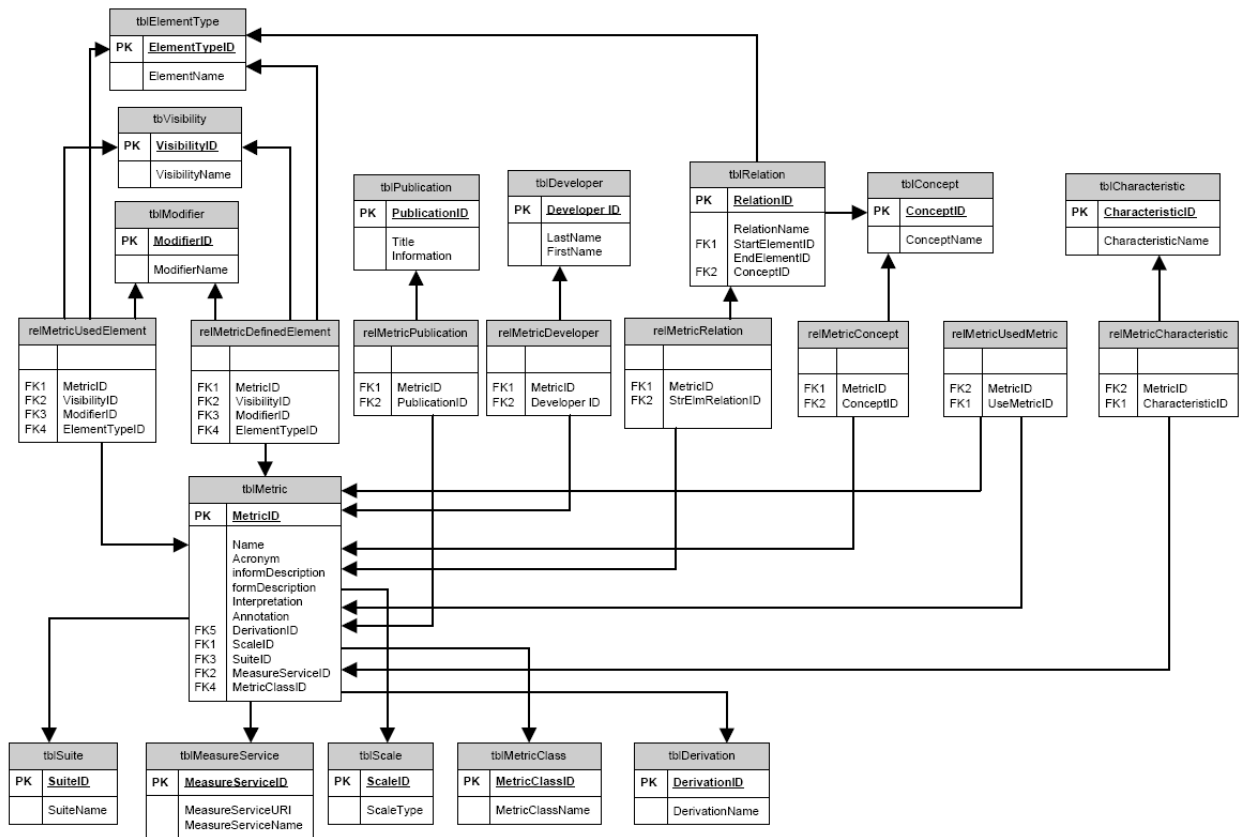 tblElementType
PK ElementTypeID
ElementName
tbVisibility
PK VisibilityID
VisibilityName
tblModifier
PK ModifierID
ModifierName
tblPublication
PK PublicationID
Title
Information
tblDeveloper
PK Developer ID
LastName
FirstName
tblRelation
PK RelationID
RelationName
FK1 StartElementID
EndElementID
FK2 ConceptID
tblConcept
PK ConceptID
ConceptName
tblCharacteristic
PK CharacteristicID
CharacteristicName
relMetricUsedElement
FK1 MetricID
FK2 VisibilityID
FK3 ModifierID
FK4 ElementTypeID
relMetricDefinedElement
FK1 MetricID
FK2 VisibilityID
FK3 ModifierID
FK4 ElementTypeID
relMetricPublication
FK1 MetricID
FK2 PublicationID
relMetricDeveloper
FK1 MetricID
FK2 Developer ID
relMetricRelation
FK1 MetricID
FK2 StrElmRelationID
relMetricConcept
FK1 MetricID
FK2 ConceptID
relMetricUsedMetric
FK2 MetricID
FK1 UseMetricID
relMetricCharacteristic
FK2 MetricID
FK1 CharacteristicID
tblMetric
PK MetricID
Name
Acronym
informDescription
formDescription
Interpretation
Annotation
FK5 DerivationID
FK1 ScaleID
FK3 SuiteID
FK2 MeasureServiceID
FK4 MetricClassID
tblSuite
PK SuiteID
SuiteName
tblMeasureService
PK MeasureServiceID
MeasureServiceURI
MeasureServiceName
tblScale
PK ScaleID
ScaleType
tblMetricClass
PK MetricClassID
MetricClassName
tblDerivation
PK DerivationID
DerivationName